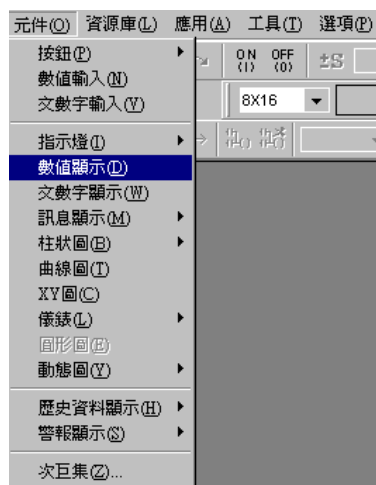 元件(O) 資源庫(L) 應用(A) 工具(T) 選項(P)
按鈕(P)
數值輸入(N)
文數字輸入(V)
指示燈(I)
數值顯示(D)
文數字顯示(W)
訊息顯示(M)
柱狀圖(B)
曲線圖(T)
XY圖(C)
儀錶(L)
圓形圖(E)
動態圖(Y)
歷史資料顯示(H)
警報顯示(S)
次巨集(Z)...
ON OFF
(1) (0) ±S
8X16